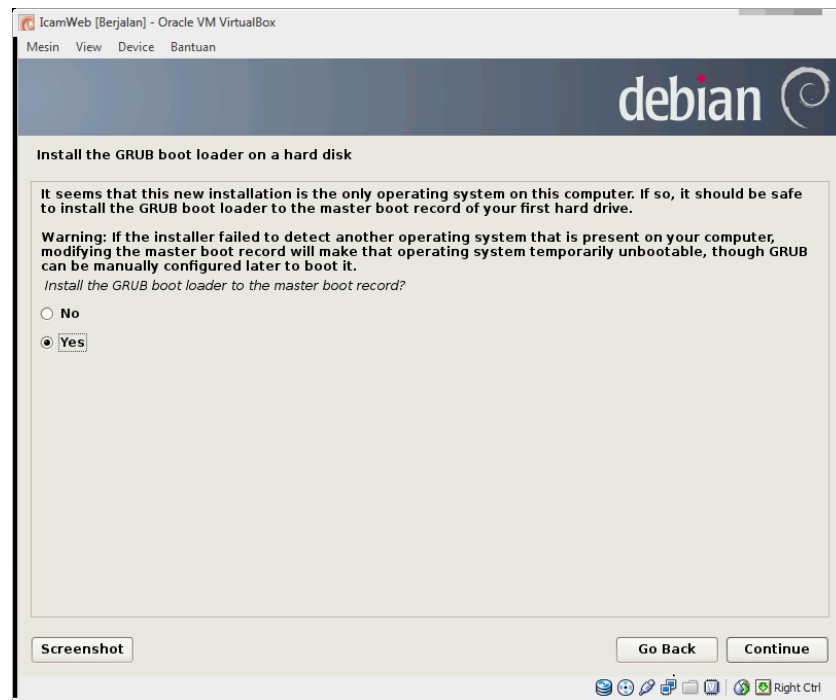 IcamWeb [Berjalan] - Oracle VM VirtualBox
Mesin View Device Bantuan
debian
Install the GRUB boot loader on a hard disk
It seems that this new installation is the only operating system on this computer. If so, it should be safe
to install the GRUB boot loader to the master boot record of your first hard drive.
Warning: If the installer failed to detect another operating system that is present on your computer,
modifying the master boot record will make that operating system temporarily unbootable, though GRUB
can be manually configured later to boot it.
Install the GRUB boot loader to the master boot record?
No
Yes
Screenshot Go Back Continue
Right Ctrl